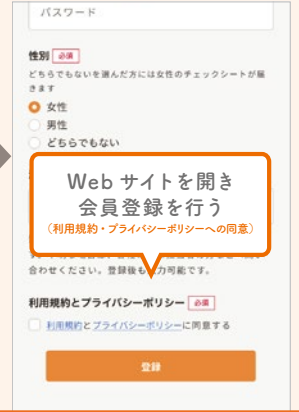 パスワード
性別 必須
どちらでもないを選んだ方には女性のチェックシートが届
きます
女性
男性
どちらでもない
Web サイトを開き
会員登録を行う
(利用規約・プライバシーポリシーへの同意)
合わせください。登録後も入力可能です。
利用規約とプライバシーポリシー 必須
利用規約とプライバシーポリシーに同意する
登録